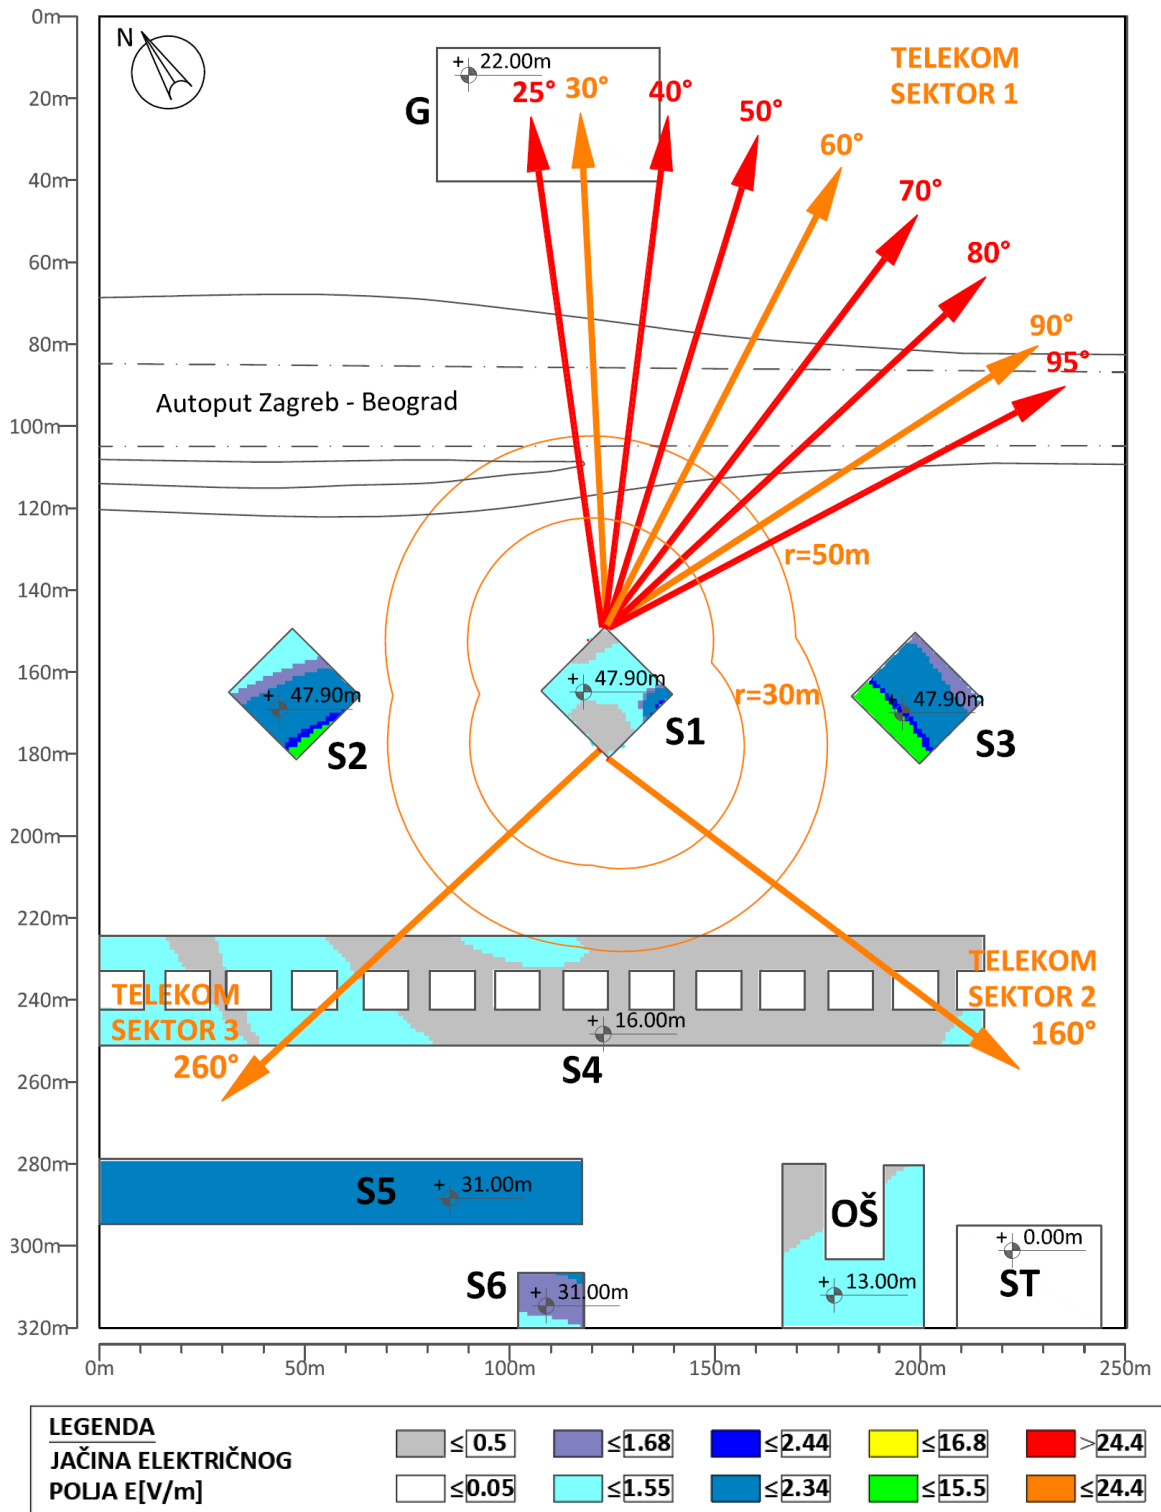 0m
20m
40m
60m
80m
100m
120m
140m
160m
180m
200m
220m
240m
260m
280m
300m
320m
N
+ 22.00m
G
25° 30° 40° 50° 60° 70° 80° 90° 95°
TELEKOM
SEKTOR 1
Autoput Zagreb - Beograd
r=50m
r=30m
+ 47.90m
S2
+ 47.90m
S1
+ 47.90m
S3
TELEKOM
SEKTOR 3
260°
TELEKOM
SEKTOR 2
160°
+ 16.00m
S4
S5
+ 31.00m
S6
+ 31.00m
OŠ
+ 13.00m
+ 0.00m
ST
0m 50m 100m 150m 200m 250m
LEGENDA
JAČINA ELEKTRIČNOG
POLJA E[V/m]
≤ 0.5 ≤1.68 ≤2.44 ≤16.8 >24.4
≤0.05 ≤1.55 ≤2.34 ≤15.5 ≤24.4